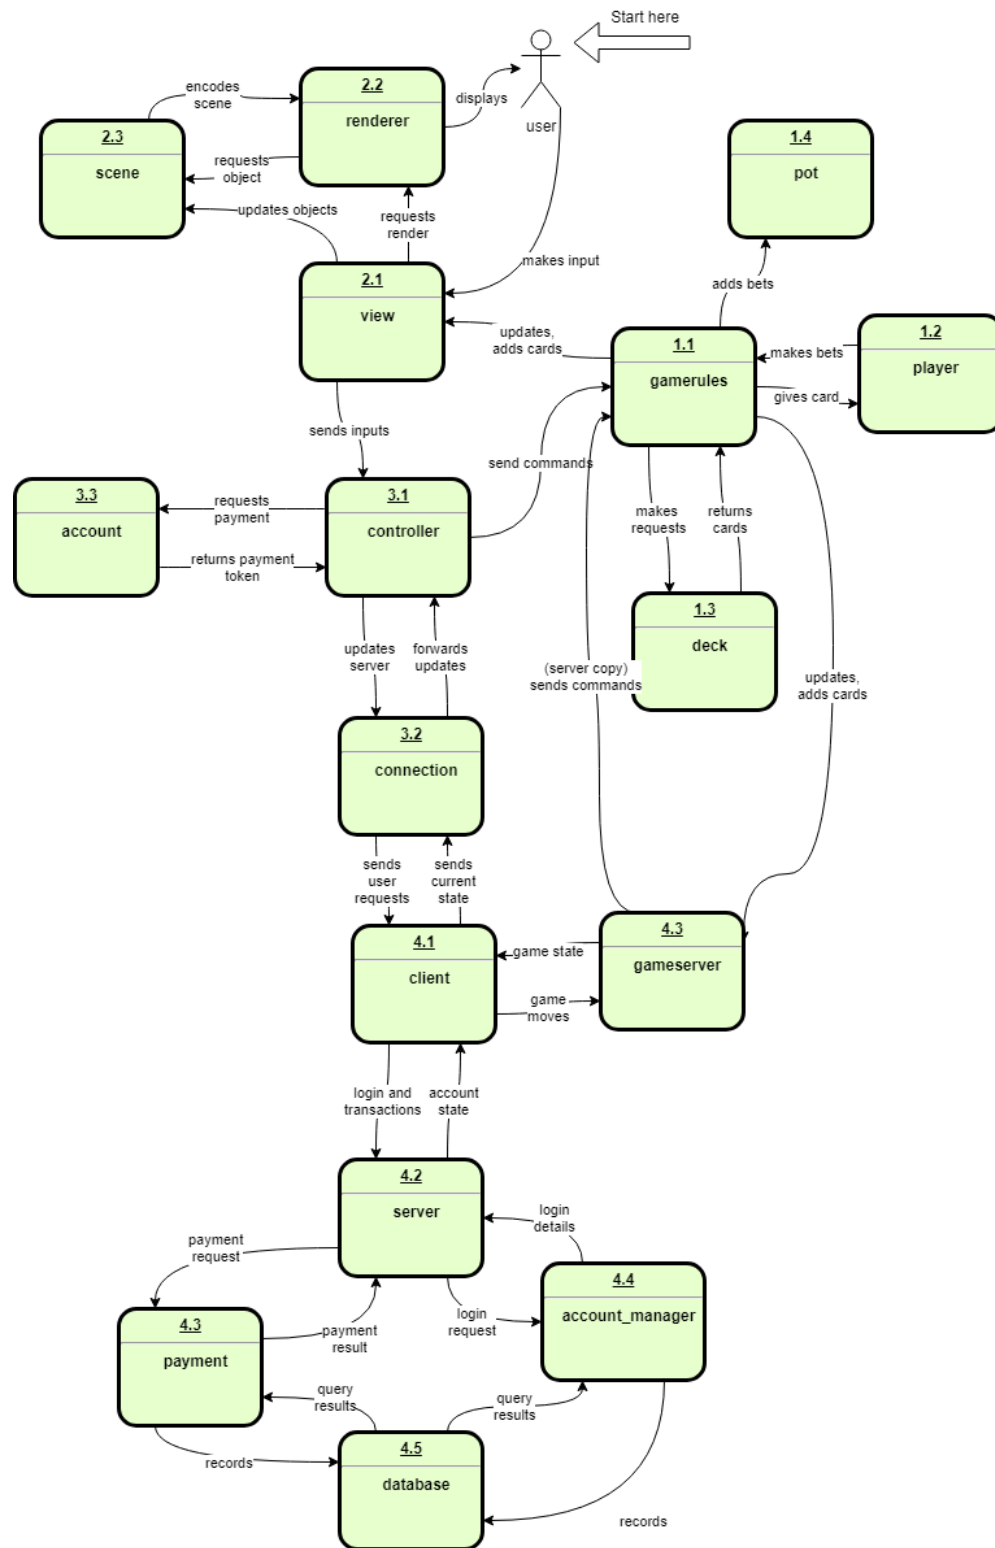 Start here
user
encodes
scene
2.2
renderer
displays
2.3
scene
requests
object
1.4
pot
updates objects
requests
render
makes input
2.1
view
adds bets
updates,
adds cards
1.1
gamerules
makes bets
1.2
player
gives card
sends inputs
send commands
3.3
account
requests
payment
3.1
controller
makes
requests
returns
cards
returns payment
token
1.3
deck
updates
server
forwards
updates
(server copy)
sends commands
updates,
adds cards
3.2
connection
sends
user
requests
sends
current
state
4.1
client
game state
4.3
gameserver
game
moves
login and
transactions
account
state
4.2
server
login
details
payment
request
4.4
account_manager
login
request
4.3
payment
payment
result
query
results
query
results
records
4.5
database
records